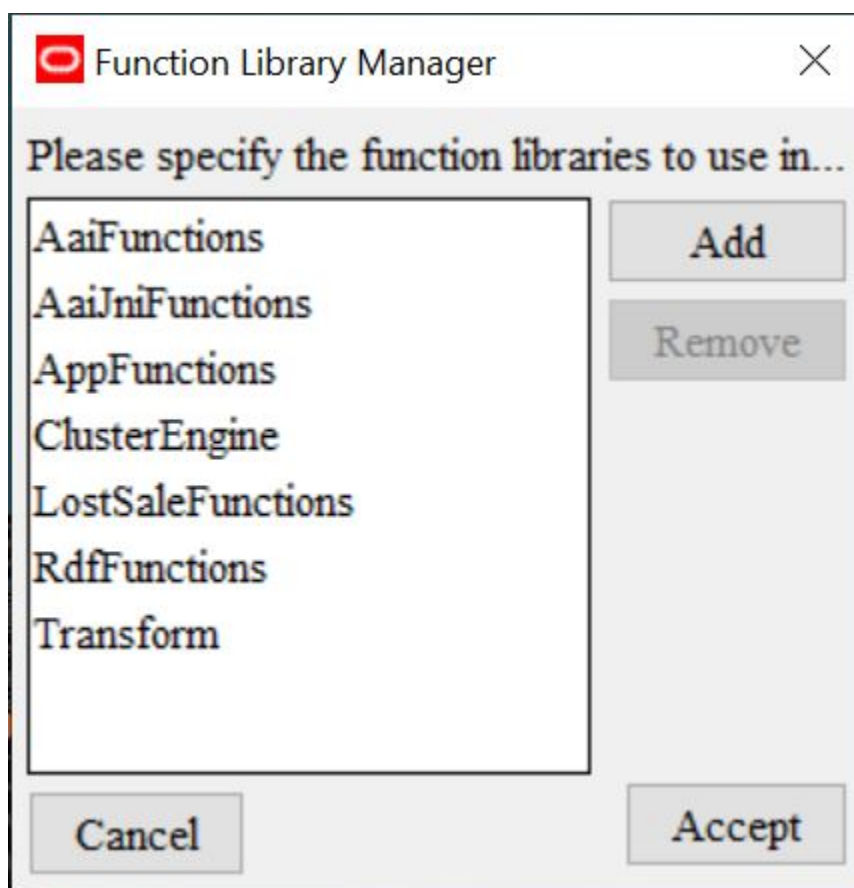 Function Library Manager
Please specify the function libraries to use in...
AaiFunctions
Add
AaiJniFunctions
Remove
AppFunctions
ClusterEngine
LostSaleFunctions
RdfFunctions
Transform
Cancel
Accept